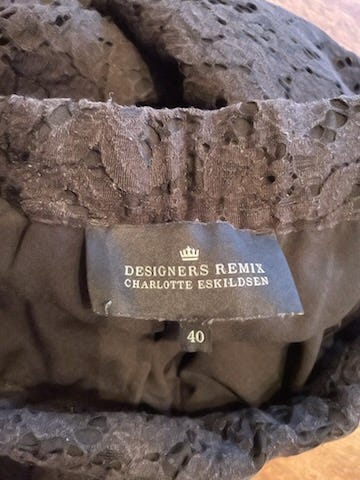 DESIGNERS REMIX
CHARLOTTE ESKILDSEN
40